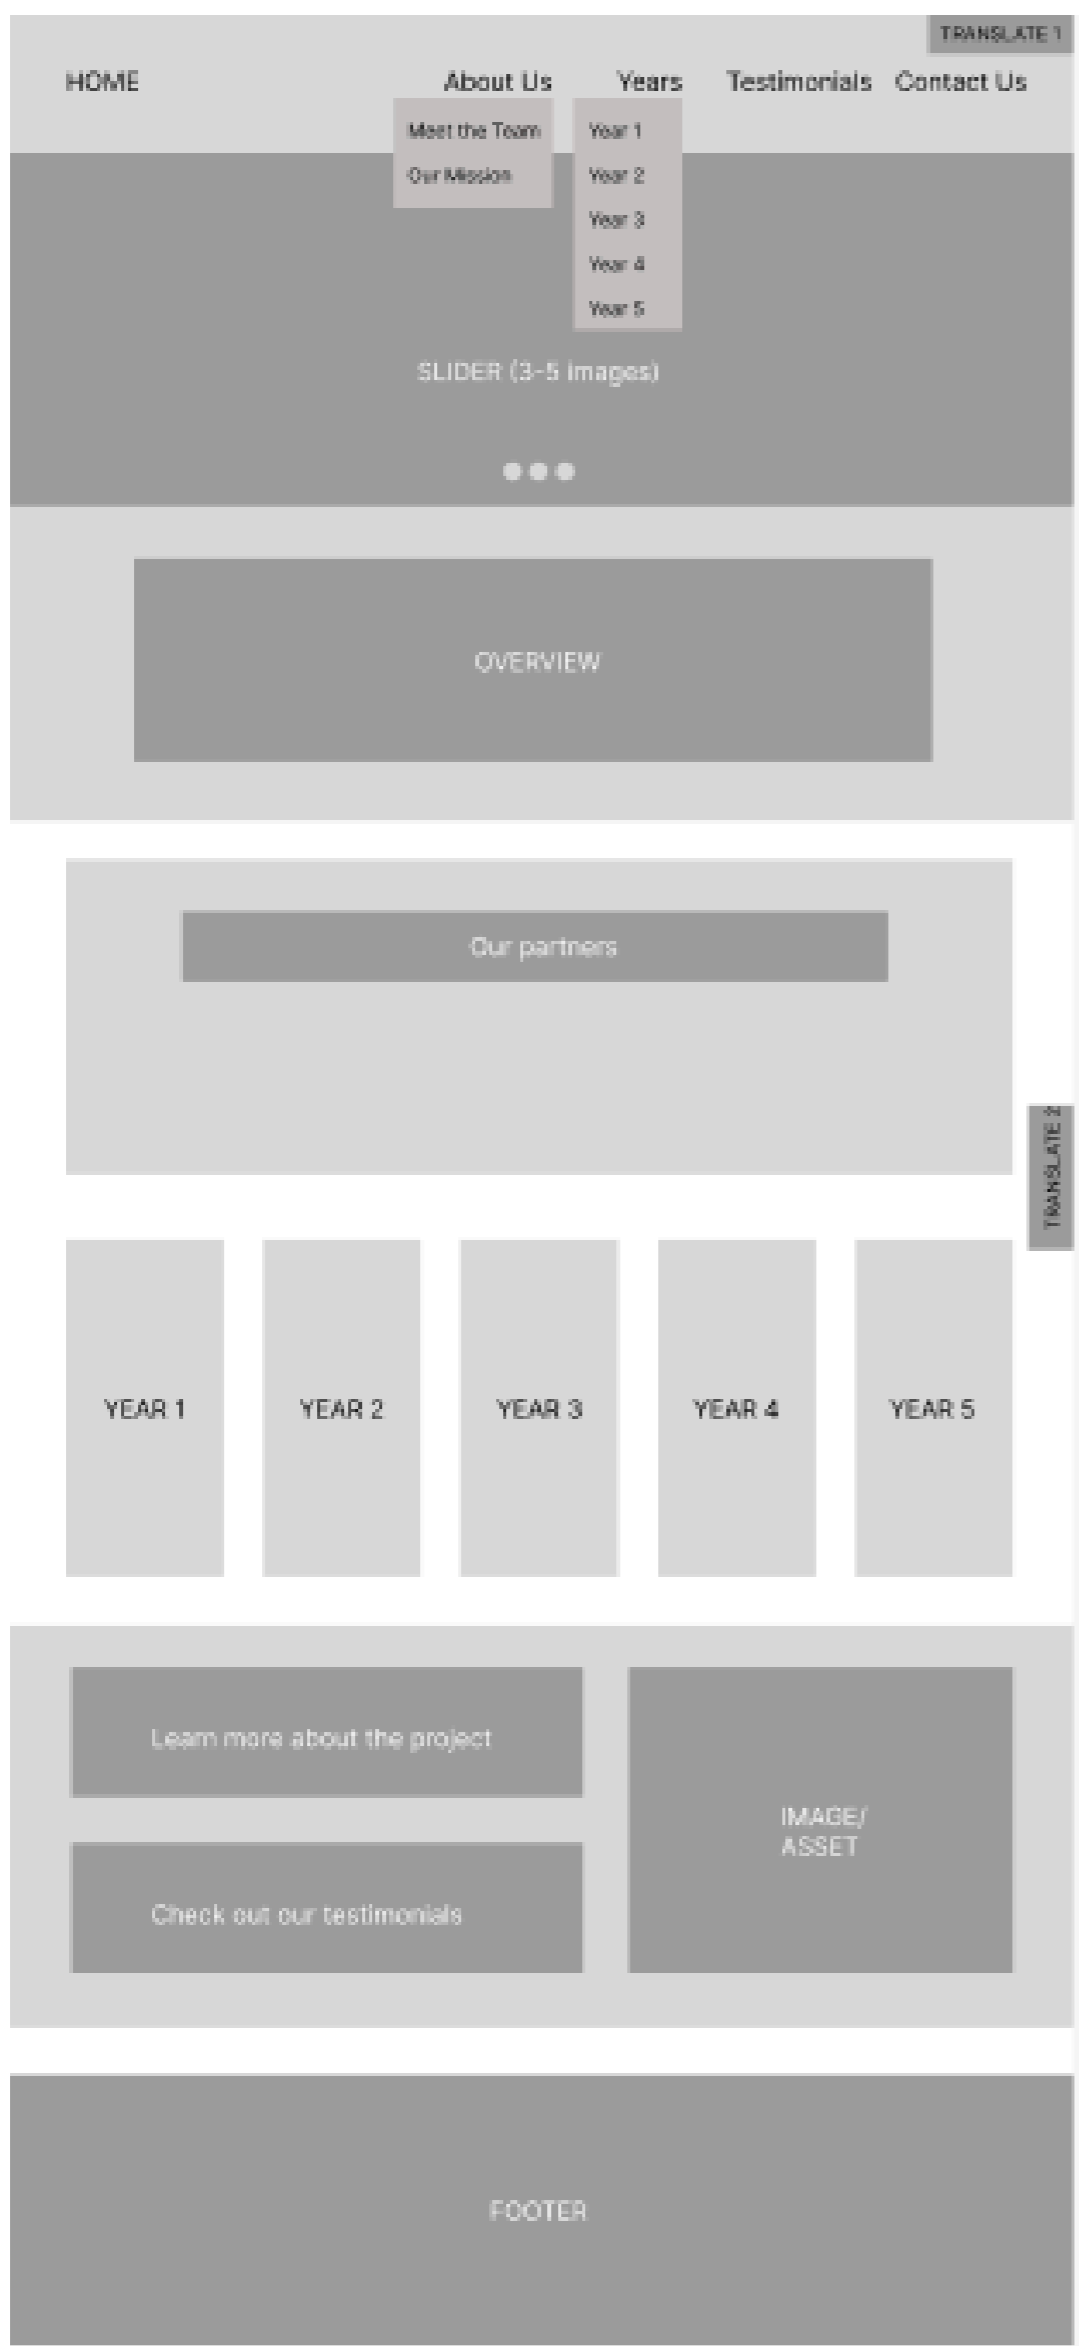 TRANSLATE 1
HOME About Us Years Testimonials Contact Us
Meet the Team
Our Mission
Year 1
Year 2
Year 3
Year 4
Year 5
SLIDER (3-5 images)
OVERVIEW
Our partners
TRANSLATE 2
YEAR 1 YEAR 2 YEAR 3 YEAR 4 YEAR 5
Learn more about the project
Check out our testimonials
IMAGE/
ASSET
FOOTER